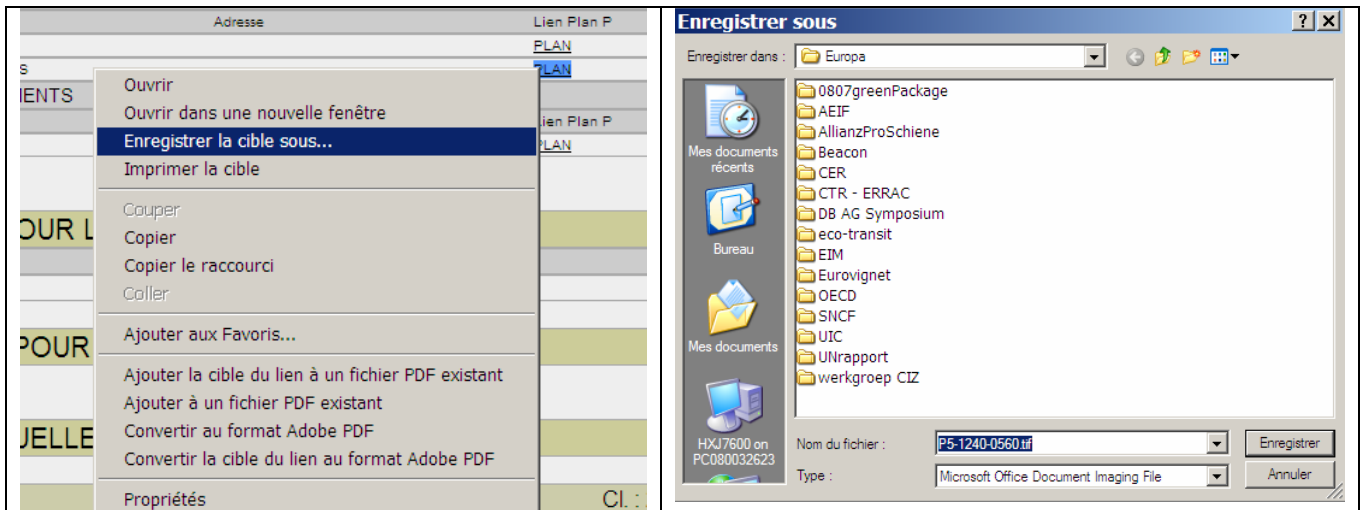 Adresse Lien Plan P
PLAN
S PLAN
Ouvrir
IENTS
Ouvrir dans une nouvelle fenêtre
Lien Plan P
Enregistrer la cible sous...
PLAN
Imprimer la cible
Couper
OUR L
Copier
Copier le raccourci
Coller
Ajouter aux Favoris...
POUR
Ajouter la cible du lien à un fichier PDF existant
Ajouter à un fichier PDF existant
Convertir au format Adobe PDF
JELLE
Convertir la cible du lien au format Adobe PDF
Propriétés
Cl. :
Enregistrer sous
Enregistrer dans : Europa
Mes documents récents
Bureau
Mes documents
HXJ7600 on
PC080032623
0807greenPackage
AEIF
AllianzProSchiene
Beacon
CER
CTR - ERRAC
DB AG Symposium
eco-transit
EIM
Eurovignet
OECD
SNCF
UIC
UNrapport
werkgroep CIZ
Nom du fichier : P5-1240-0560.tif Enregistrer
Type : Microsoft Office Document Imaging File Annuler